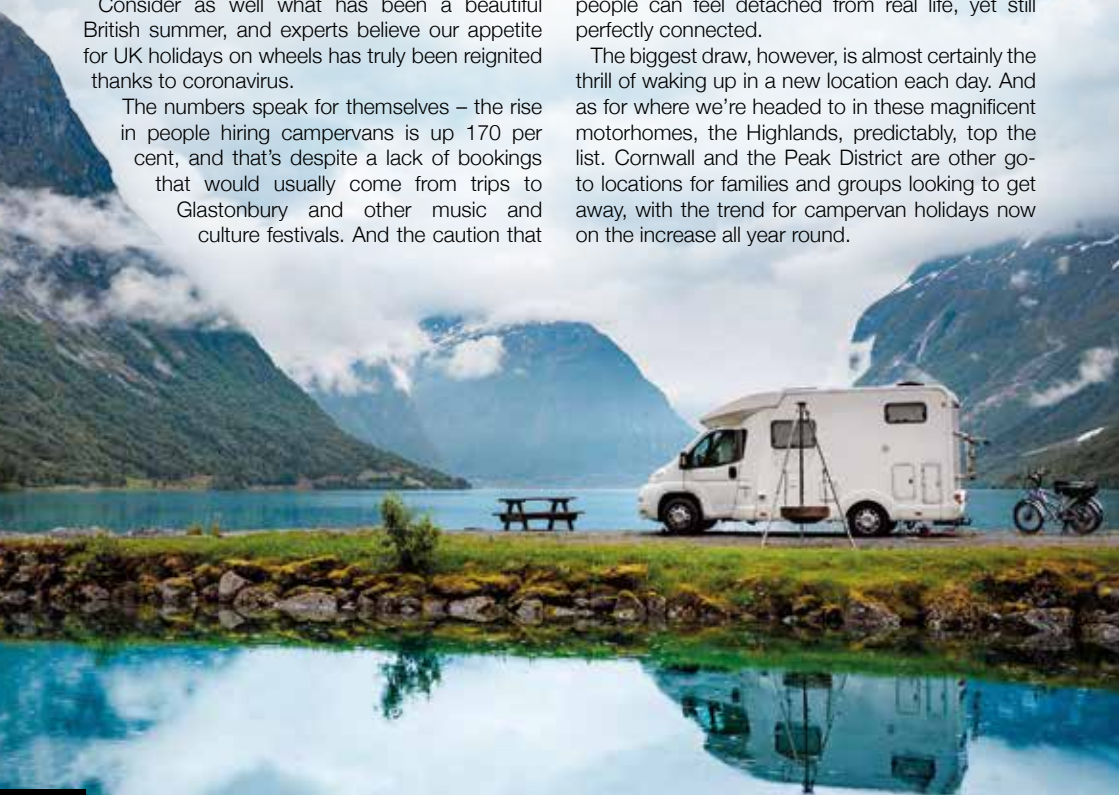 Consider as well what has been a beautiful
British summer, and experts believe our appetite
for UK holidays on wheels has truly been reignited
thanks to coronavirus.
The numbers speak for themselves – the rise
in people hiring campervans is up 170 per
cent, and that's despite a lack of bookings
that would usually come from trips to
Glastonbury and other music and
culture festivals. And the caution that
people can feel detached from real life, yet still
perfectly connected.
The biggest draw, however, is almost certainly the
thrill of waking up in a new location each day. And
as for where we're headed to in these magnificent
motorhomes, the Highlands, predictably, top the
list. Cornwall and the Peak District are other go-
to locations for families and groups looking to get
away, with the trend for campervan holidays now
on the increase all year round.